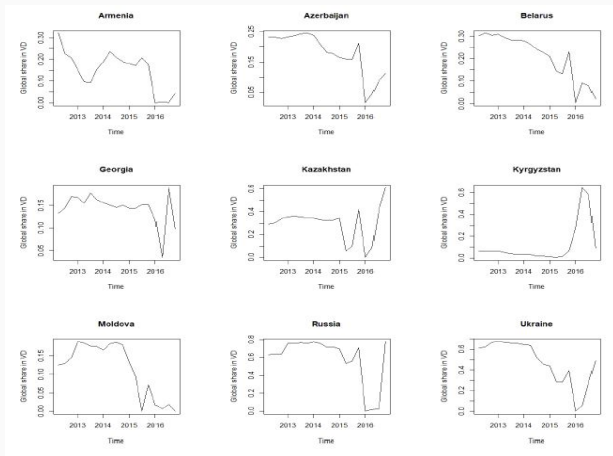 Armenia
Global share in VD
0.00 0.10 0.20 0.30
2013 2014 2015 2016
Time
Azerbaijan
Global share in VD
0.05 0.15 0.25
2013 2014 2015 2016
Time
Belarus
Global share in VD
0.00 0.10 0.20 0.30
2013 2014 2015 2016
Time
Georgia
Global share in VD
0.05 0.10 0.15
2013 2014 2015 2016
Time
Kazakhstan
Global share in VD
0.0 0.2 0.4 0.6
2013 2014 2015 2016
Time
Kyrgyzstan
Global share in VD
0.0 0.2 0.4 0.6
2013 2014 2015 2016
Time
Moldova
Global share in VD
0.00 0.05 0.10 0.15
2013 2014 2015 2016
Time
Russia
Global share in VD
0.0 0.2 0.4 0.6 0.8
2013 2014 2015 2016
Time
Ukraine
Global share in VD
0.0 0.2 0.4 0.6
2013 2014 2015 2016
Time